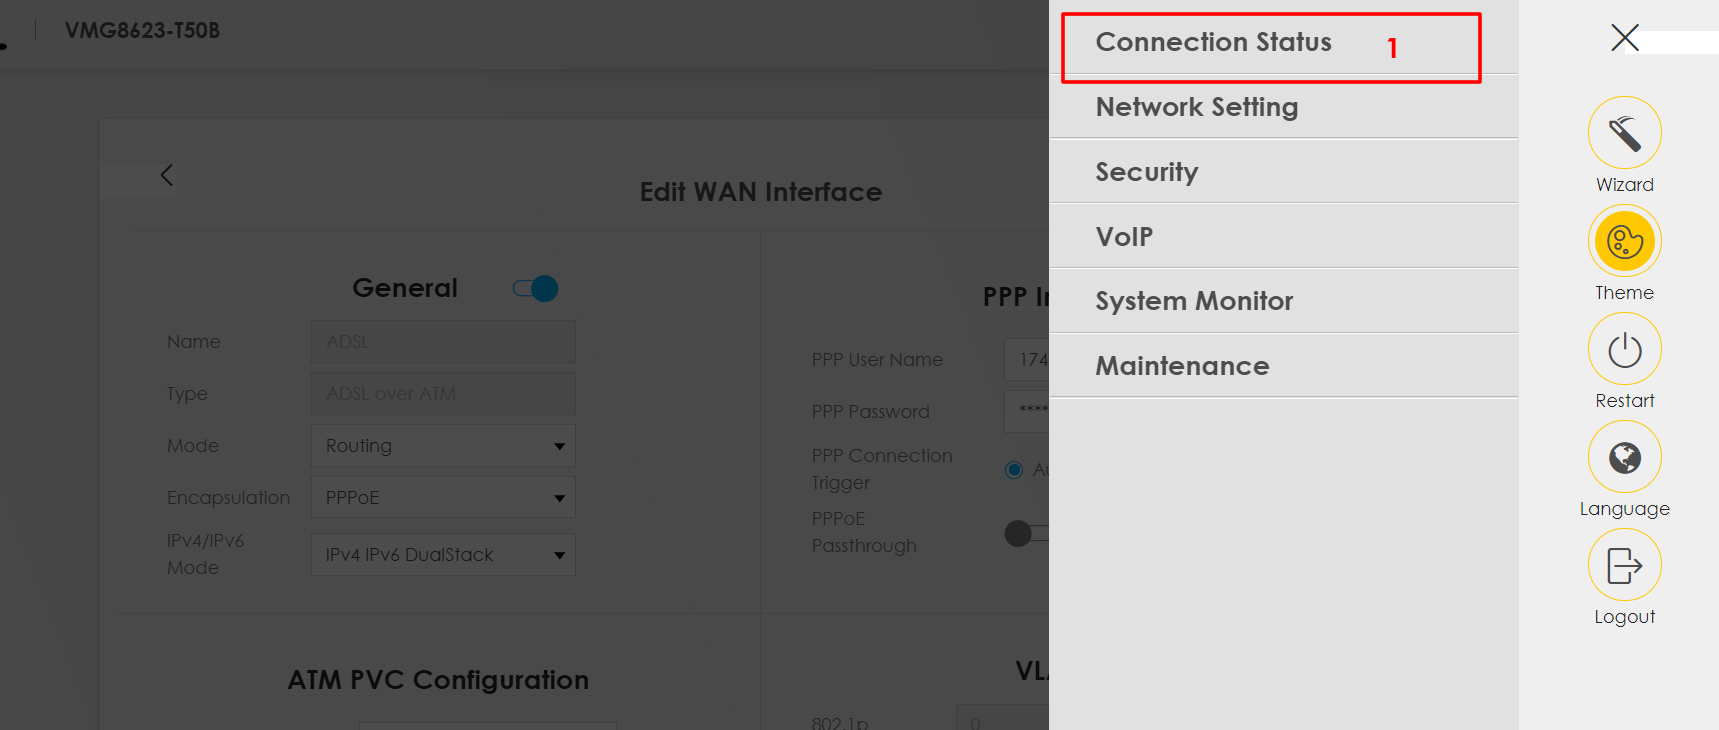 VMG8623-T50B
Edit WAN Interface
General
Name
ADSL
Type
ADSL over ATM
Mode
Routing
Encapsulation
PPPoE
IPv4/IPv6
Mode
IPv4 IPv6 DualStack
ATM PVC Configuration
PPP I
PPP User Name
174
PPP Password
****
PPP Connection
Trigger
PPPoE
Passthrough
802.1p
0
Connection Status
1
Network Setting
Security
VoIP
System Monitor
Maintenance
Wizard
Theme
Restart
Language
Logout